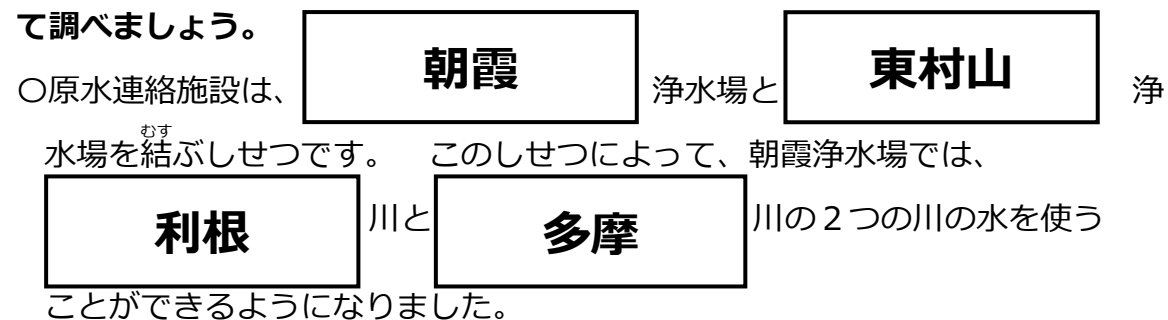 て調べましょう。
〇原水連絡施設は、 朝霞 浄水場と 東村山 浄
むす
水場を結ぶしせつです。 このしせつによって、朝霞浄水場では、
利根 川と 多摩 川の２つの川の水を使う
ことができるようになりました。